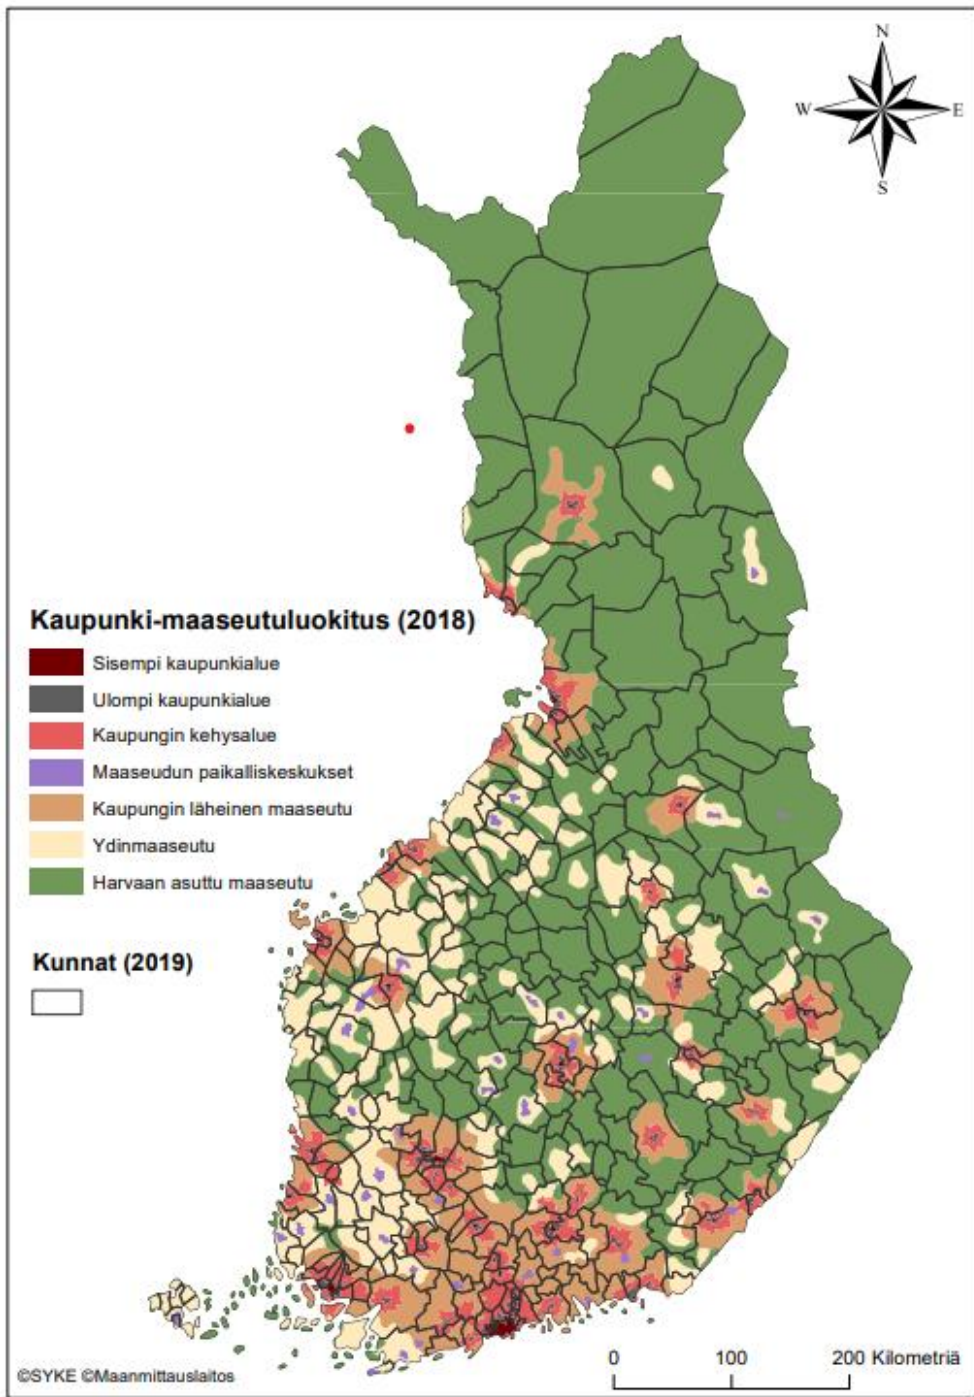 N
W E
S
Kaupunki-maaseutuluokitus (2018)
Sisempi kaupunkialue
Ulompi kaupunkialue
Kaupungin kehysalue
Maaseudun paikalliskeskukset
Kaupungin läheinen maaseutu
Ydinmaaseutu
Harvaan asuttu maaseutu
Kunnat (2019)
0 100 200 Kilometriä
©SYKE ©Maanmittauslaitos